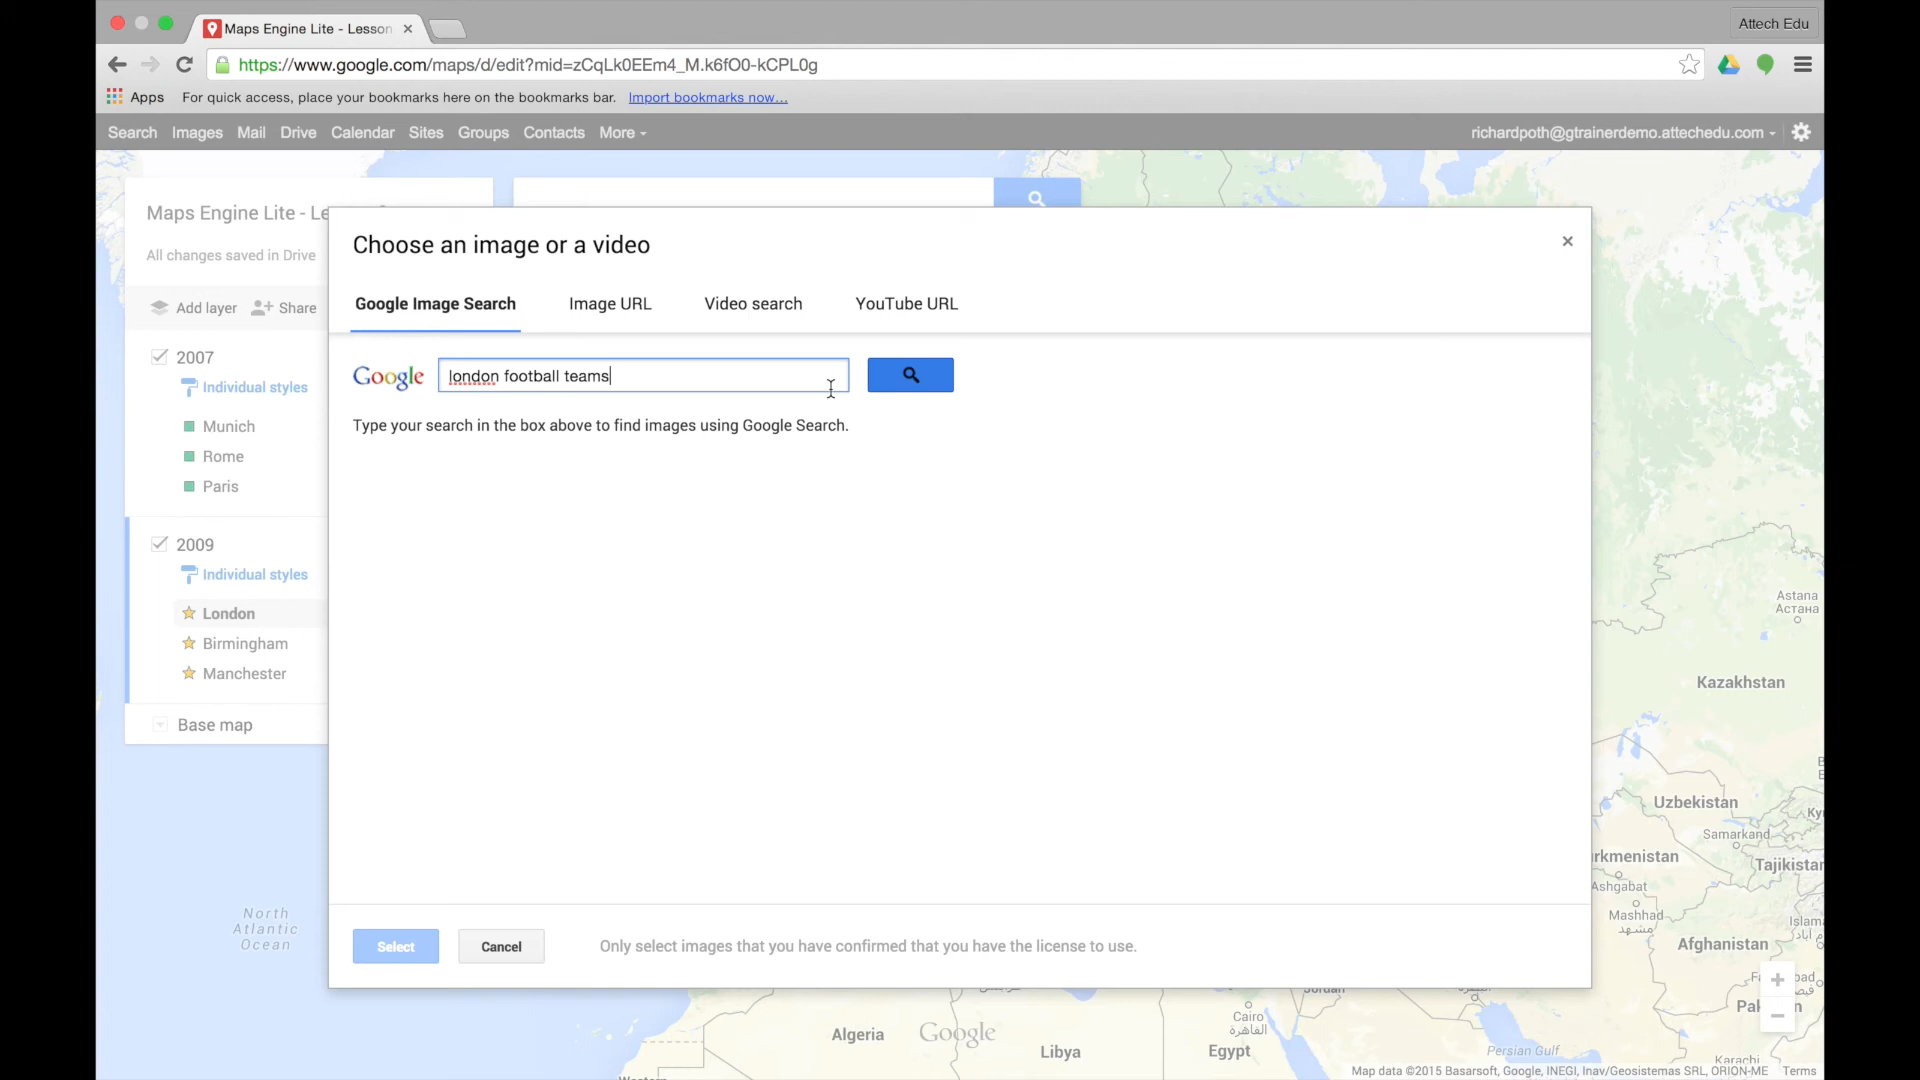 Maps Engine Lite - Lesson
Attech Edu
https://www.google.com/maps/d/edit?mid=zCqLk0EEm4_M.k6fO0-kCPL0g
Apps For quick access, place your bookmarks here on the bookmarks bar. Import bookmarks now...
Search Images Mail Drive Calendar Sites Groups Contacts More
richardpoth@gtrainerdemo.attechedu.com
Maps Engine Lite - Le
All changes saved in Drive
Add layer Share
2007
Individual styles
Munich
Rome
Paris
2009
Individual styles
London
Birmingham
Manchester
Base map
Choose an image or a video
Google Image Search Image URL Video search YouTube URL
Google london football teams
Type your search in the box above to find images using Google Search.
Select Cancel Only select images that you have confirmed that you have the license to use.
North
Atlantic
Ocean
Astana
Астана
Kazakhstan
Uzbekistan
Samarkand
rkmenistan
Tajikistan
Ashgabat
Mashhad
مشهد
Afghanistan
Algeria
Google
Libya
Cairo
القاهرة
Egypt
Persian Gulf
Karachi
Map data ©2015 Basarsoft, Google, INEGI, Inav/Geosistemas SRL, ORION-ME Terms